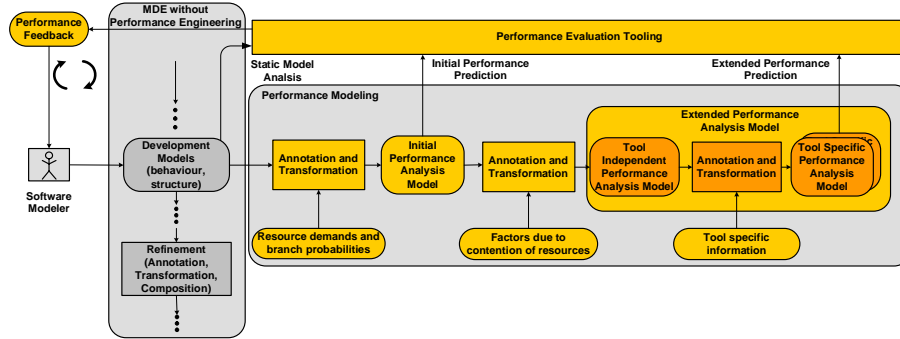 Performance
Feedback
MDE without
Performance Engineering
Performance Evaluation Tooling
Static Model
Analsis
Initial Performance
Prediction
Extended Performance
Prediction
Performance Modeling
Extended Performance
Analysis Model
Software
Modeler
Development
Models
(behaviour,
structure)
Annotation and
Transformation
Initial
Performance
Analysis
Model
Annotation and
Transformation
Tool
Independent
Performance
Analysis Model
Annotation and
Transformation
Tool Specific
Performance
Analysis
Model
Resource demands and
branch probabilities
Factors due to
contention of resources
Tool specific
information
Refinement
(Annotation,
Transformation,
Composition)